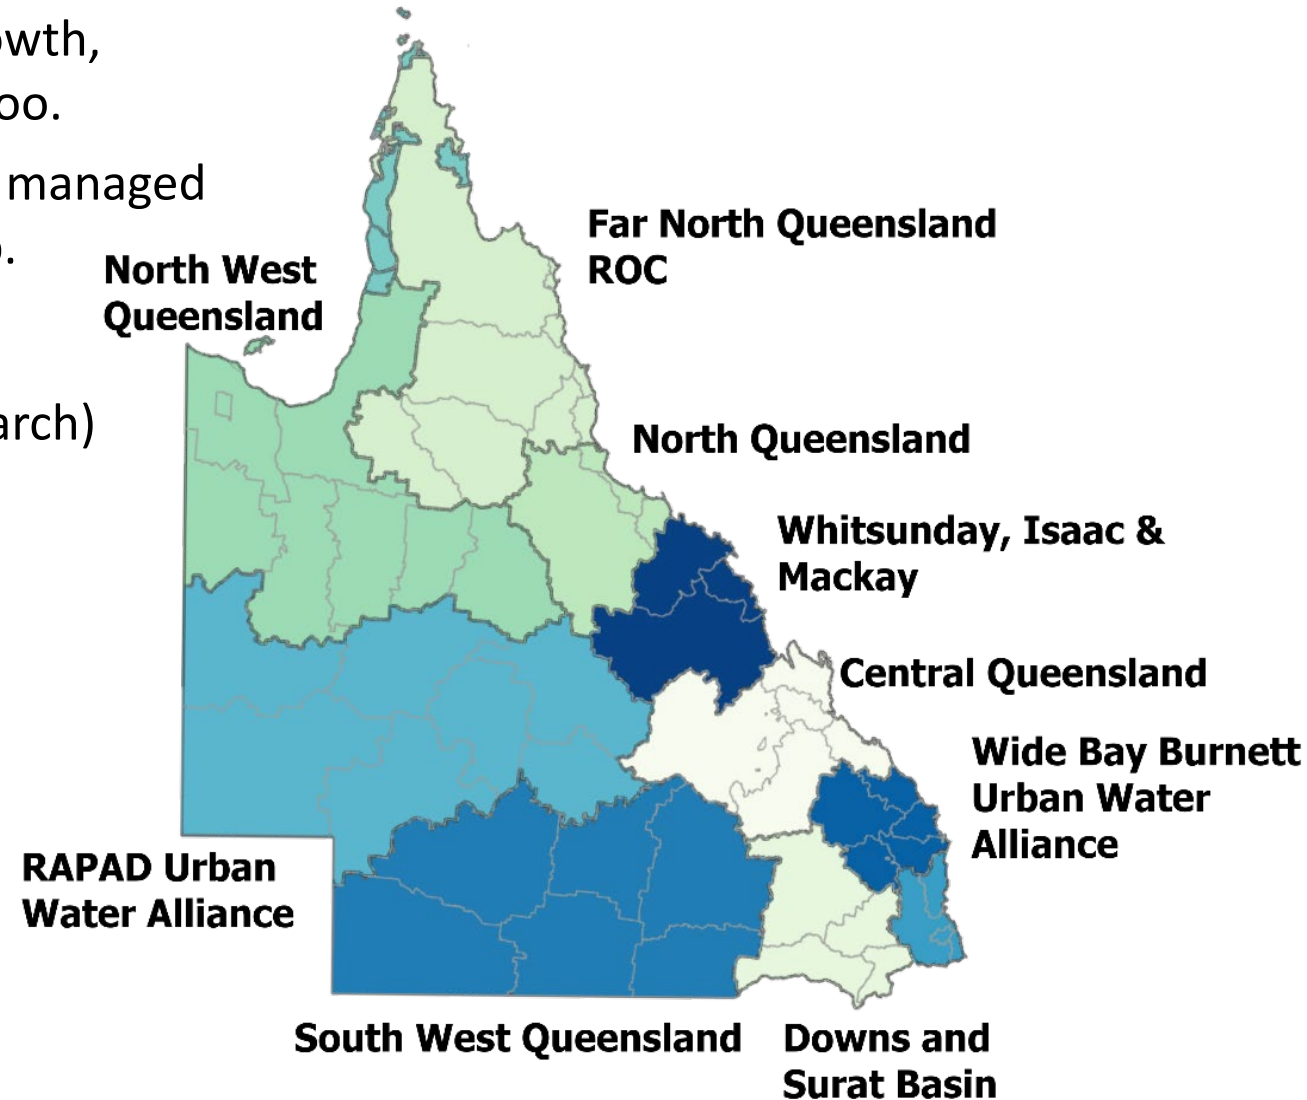 owth,
oo.
managed
.
North West
Queensland
arch)
Far North Queensland
ROC
North Queensland
Whitsunday, Isaac &
Mackay
Central Queensland
Wide Bay Burnett
Urban Water
Alliance
RAPAD Urban
Water Alliance
South West Queensland
Downs and
Surat Basin